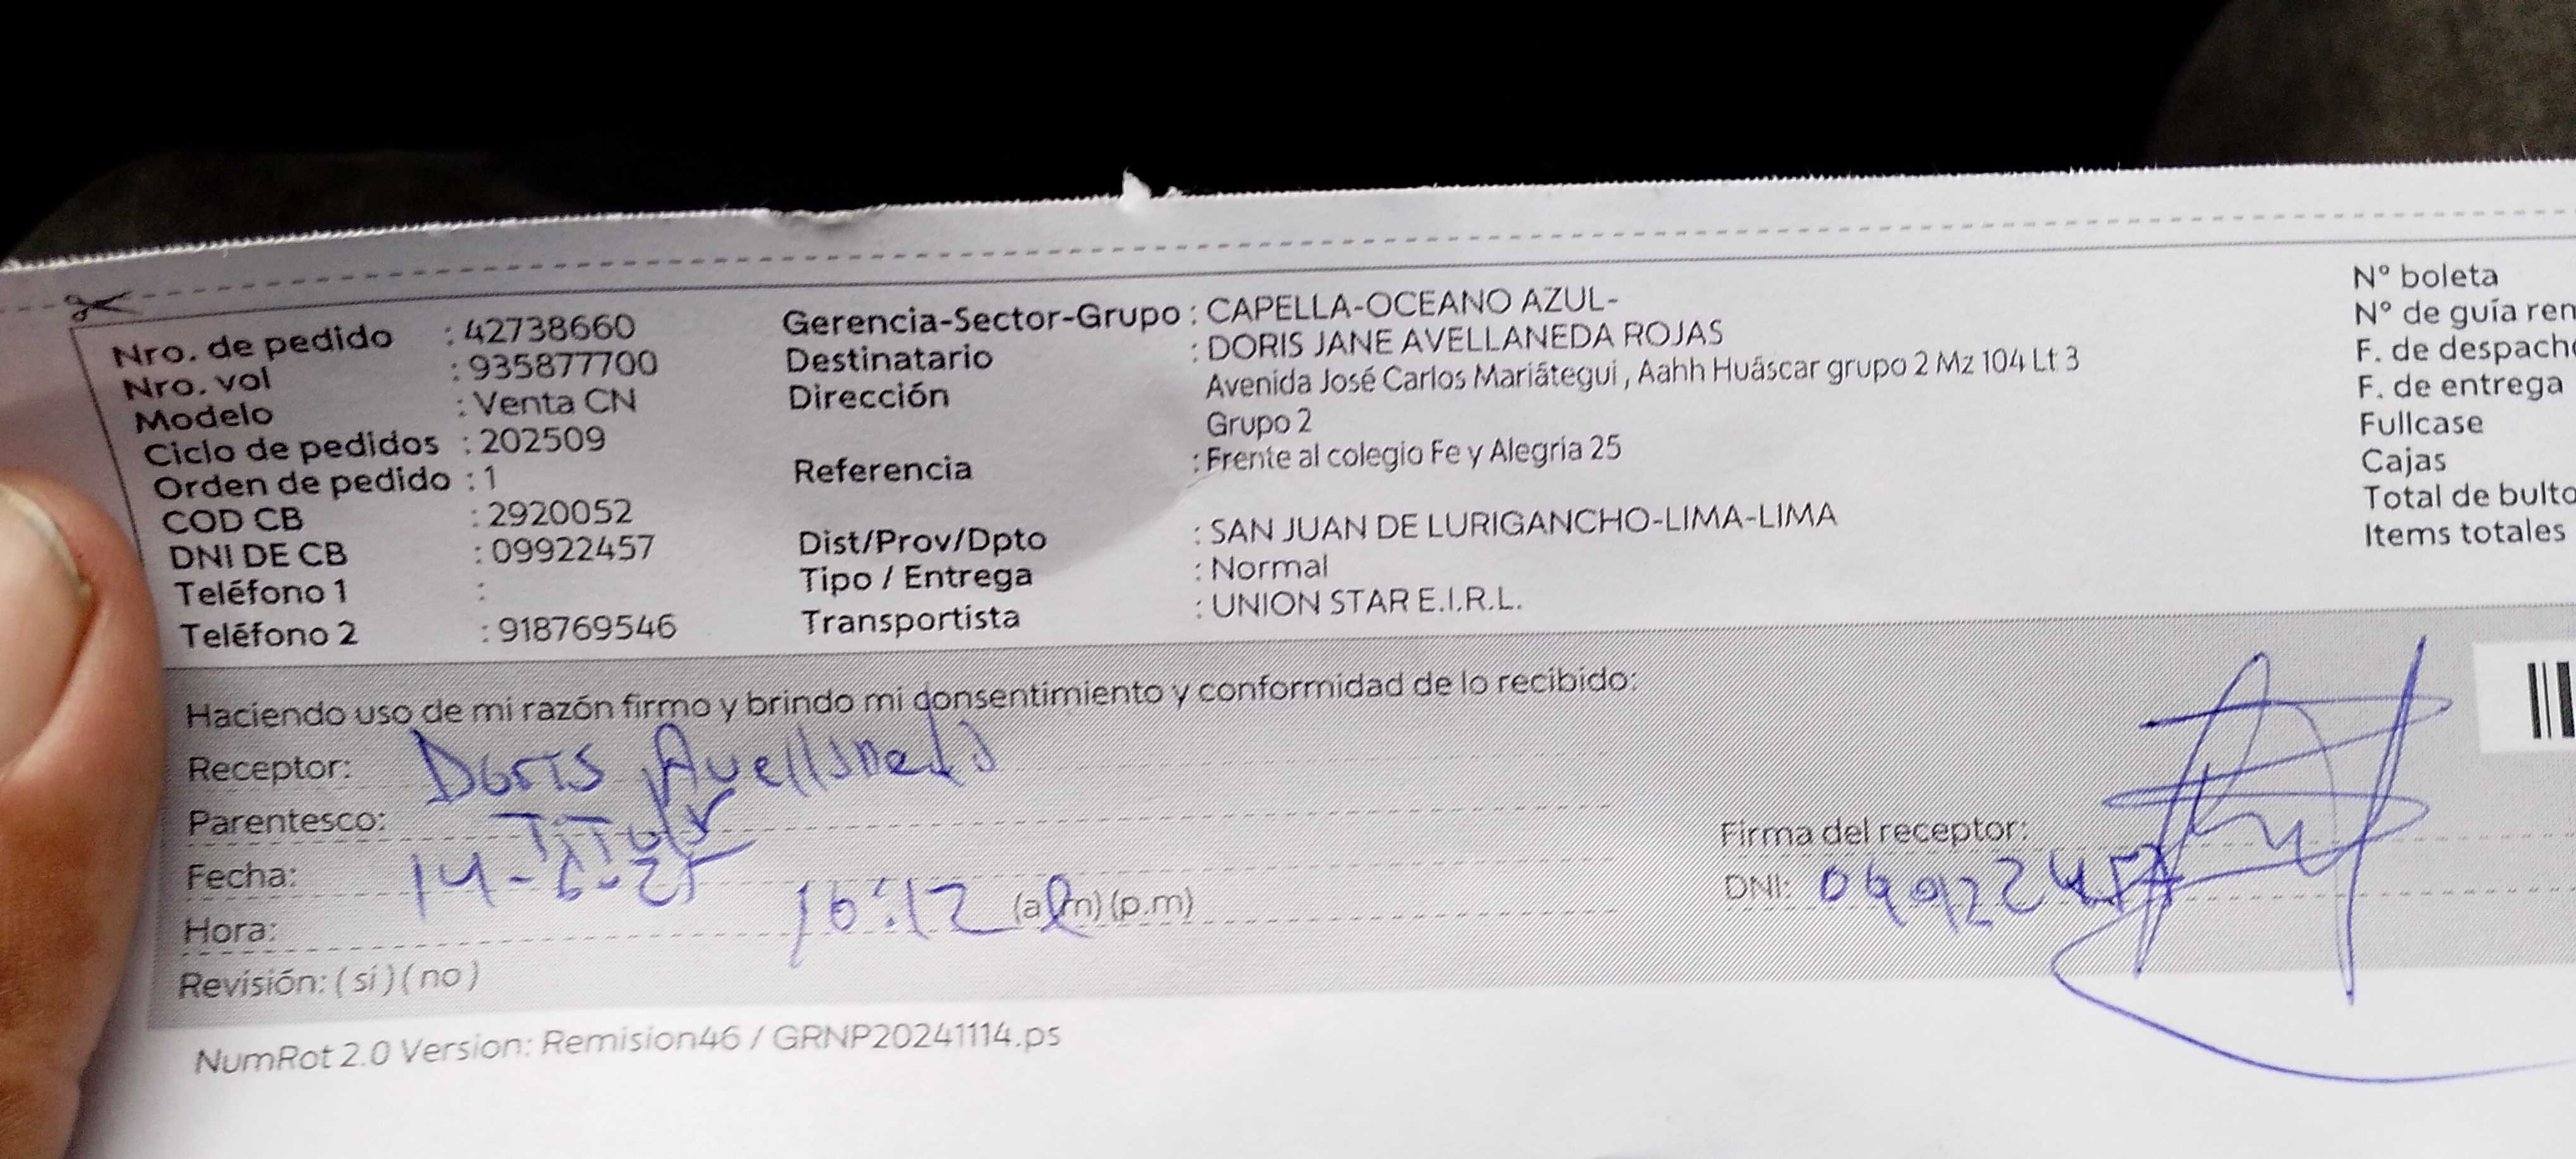 Nro. de pedido : 42738660
Nro. vol : 935877700
Modelo : Venta CN
Ciclo de pedidos : 202509
Orden de pedido : 1
COD CB : 2920052
DNI DE CB : 09922457
Teléfono 1 :
Teléfono 2 : 918769546
Gerencia-Sector-Grupo : CAPELLA-OCEANO AZUL-
Destinatario : DORIS JANE AVELLANEDA ROJAS
Dirección Avenida José Carlos Mariátegui , Aahh Huáscar grupo 2 Mz 104 Lt 3
Grupo 2
Referencia : Frente al colegio Fe y Alegria 25
Dist/Prov/Dpto : SAN JUAN DE LURIGANCHO-LIMA-LIMA
Tipo / Entrega : Normal
Transportista : UNION STAR E.I.R.L.
N° boleta
N° de guía rem
F. de despacho
F. de entrega
Fullcase
Cajas
Total de bulto
Items totales
Haciendo uso de mi razón firmo y brindo mi consentimiento y conformidad de lo recibido:
Receptor: Doris Avellaneda
Parentesco: Titular
Fecha: 14-6-25
Hora: 16:12 (a.m) (p.m)
Revisión: ( si ) ( no )
Firma del receptor:
DNI: 09922457
NumRot 2.0 Version: Remision46 / GRNP20241114.ps